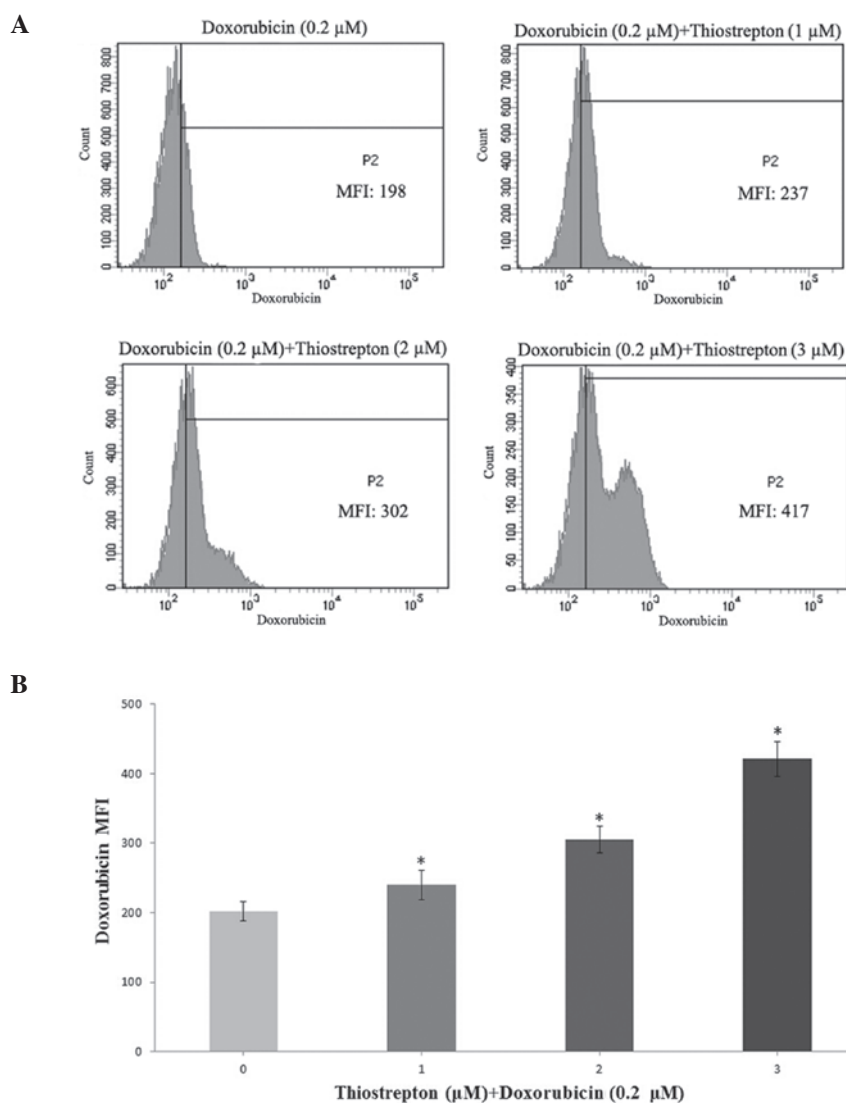 A
Doxorubicin (0.2 µM)
Count
800
700
600
500
400
300
200
100
0
P2
MFI: 198
10²
10³
10⁴
10⁵
Doxorubicin
Doxorubicin (0.2 µM)+Thiostrepton (1 µM)
Count
800
700
600
500
400
300
200
100
0
P2
MFI: 237
10²
10³
10⁴
10⁵
Doxorubicin
Doxorubicin (0.2 µM)+Thiostrepton (2 µM)
Count
600
500
400
300
200
100
0
P2
MFI: 302
10²
10³
10⁴
10⁵
Doxorubicin
Doxorubicin (0.2 µM)+Thiostrepton (3 µM)
Count
400
350
300
250
200
150
100
50
0
P2
MFI: 417
10²
10³
10⁴
10⁵
Doxorubicin
B
Doxorubicin MFI
500
400
300
200
100
0
*
*
*
0 1 2 3
Thiostrepton (µM)+Doxorubicin (0.2 µM)